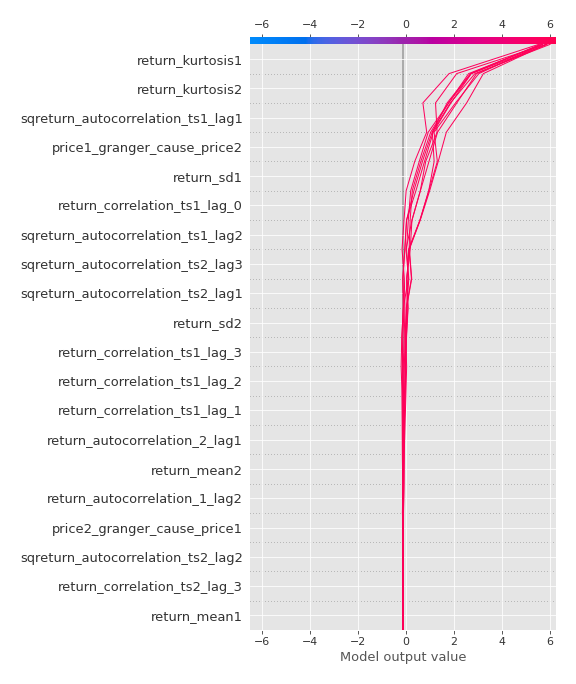 −6 −4 −2 0 2 4 6
return_kurtosis1
return_kurtosis2
sqreturn_autocorrelation_ts1_lag1
price1_granger_cause_price2
return_sd1
return_correlation_ts1_lag_0
sqreturn_autocorrelation_ts1_lag2
sqreturn_autocorrelation_ts2_lag3
sqreturn_autocorrelation_ts2_lag1
return_sd2
return_correlation_ts1_lag_3
return_correlation_ts1_lag_2
return_correlation_ts1_lag_1
return_autocorrelation_2_lag1
return_mean2
return_autocorrelation_1_lag2
price2_granger_cause_price1
sqreturn_autocorrelation_ts2_lag2
return_correlation_ts2_lag_3
return_mean1
−6 −4 −2 0 2 4 6
Model output value